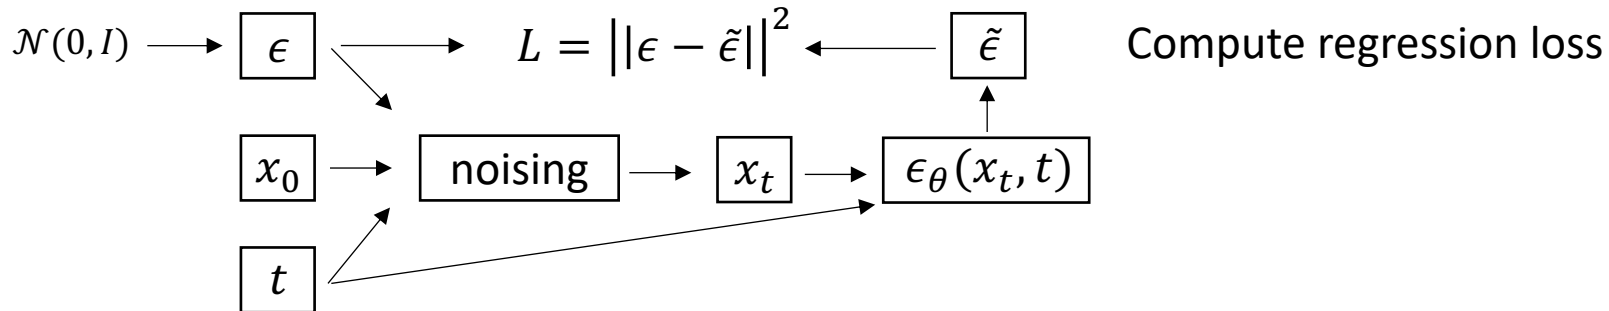 𝒩(0, I) ϵ L = ||ϵ − ϵ̃||² ϵ̃ Compute regression loss
x₀ noising xₜ ϵ_θ(xₜ, t)
t